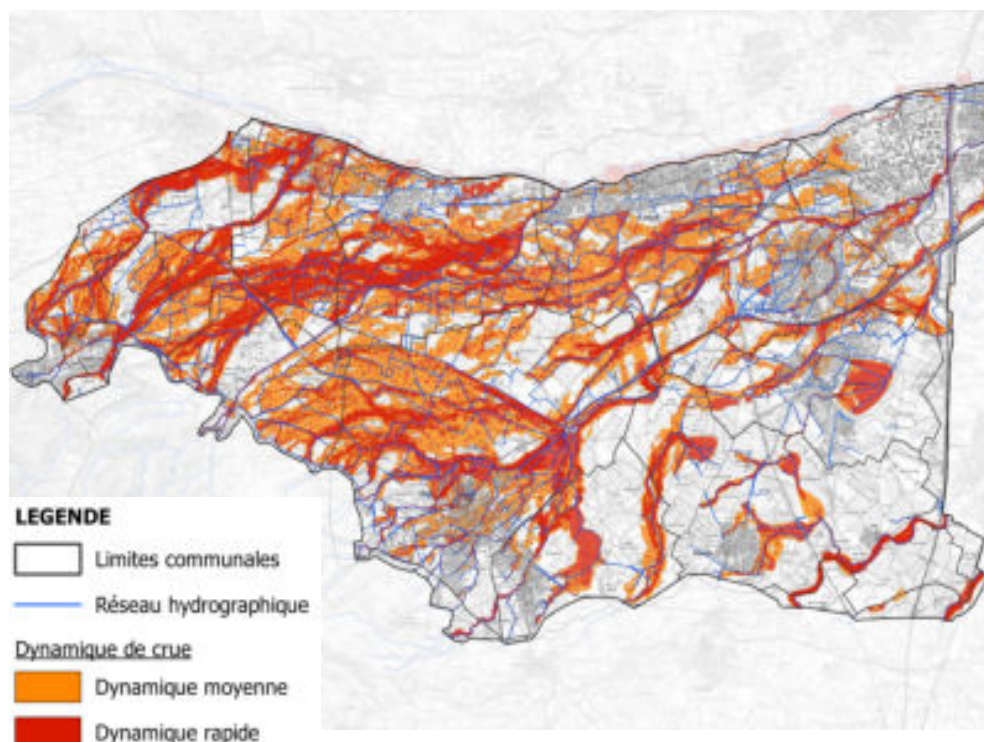 LEGENDE
Limites communales
Réseau hydrographique
Dynamique de crue
Dynamique moyenne
Dynamique rapide